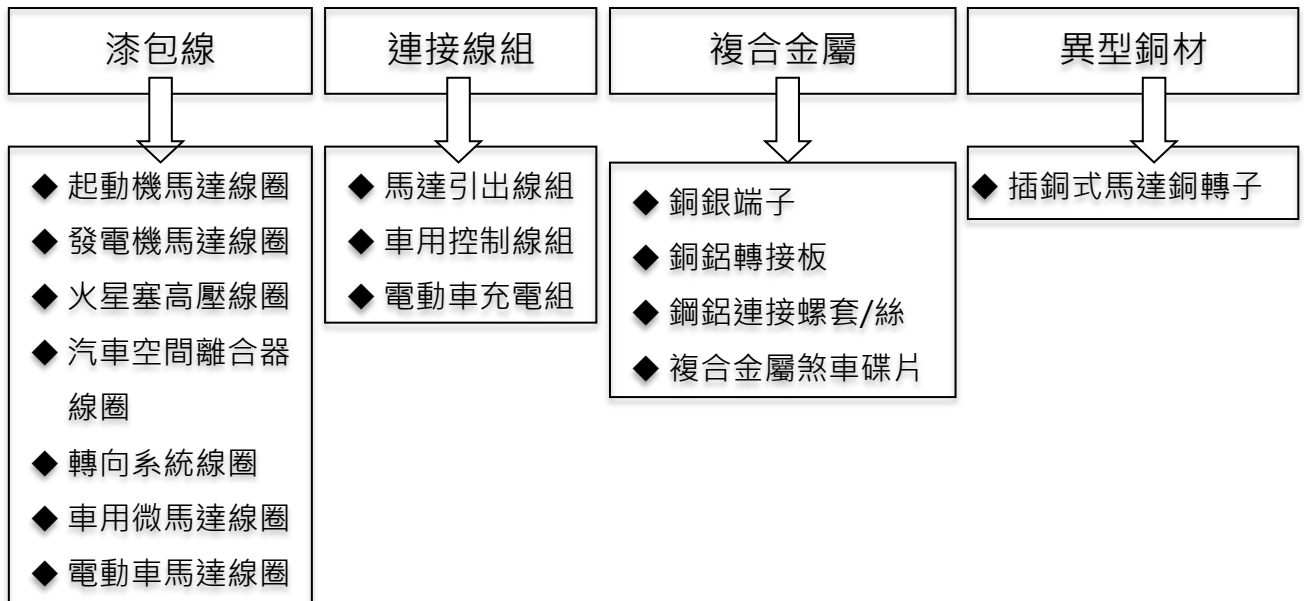 漆包線
連接線組
複合金屬
異型銅材
◆ 起動機馬達線圈
◆ 發電機馬達線圈
◆ 火星塞高壓線圈
◆ 汽車空間離合器
線圈
◆ 轉向系統線圈
◆ 車用微馬達線圈
◆ 電動車馬達線圈
◆ 馬達引出線組
◆ 車用控制線組
◆ 電動車充電組
◆ 銅銀端子
◆ 銅鋁轉接板
◆ 鋼鋁連接螺套/絲
◆ 複合金屬煞車碟片
◆ 插銅式馬達銅轉子